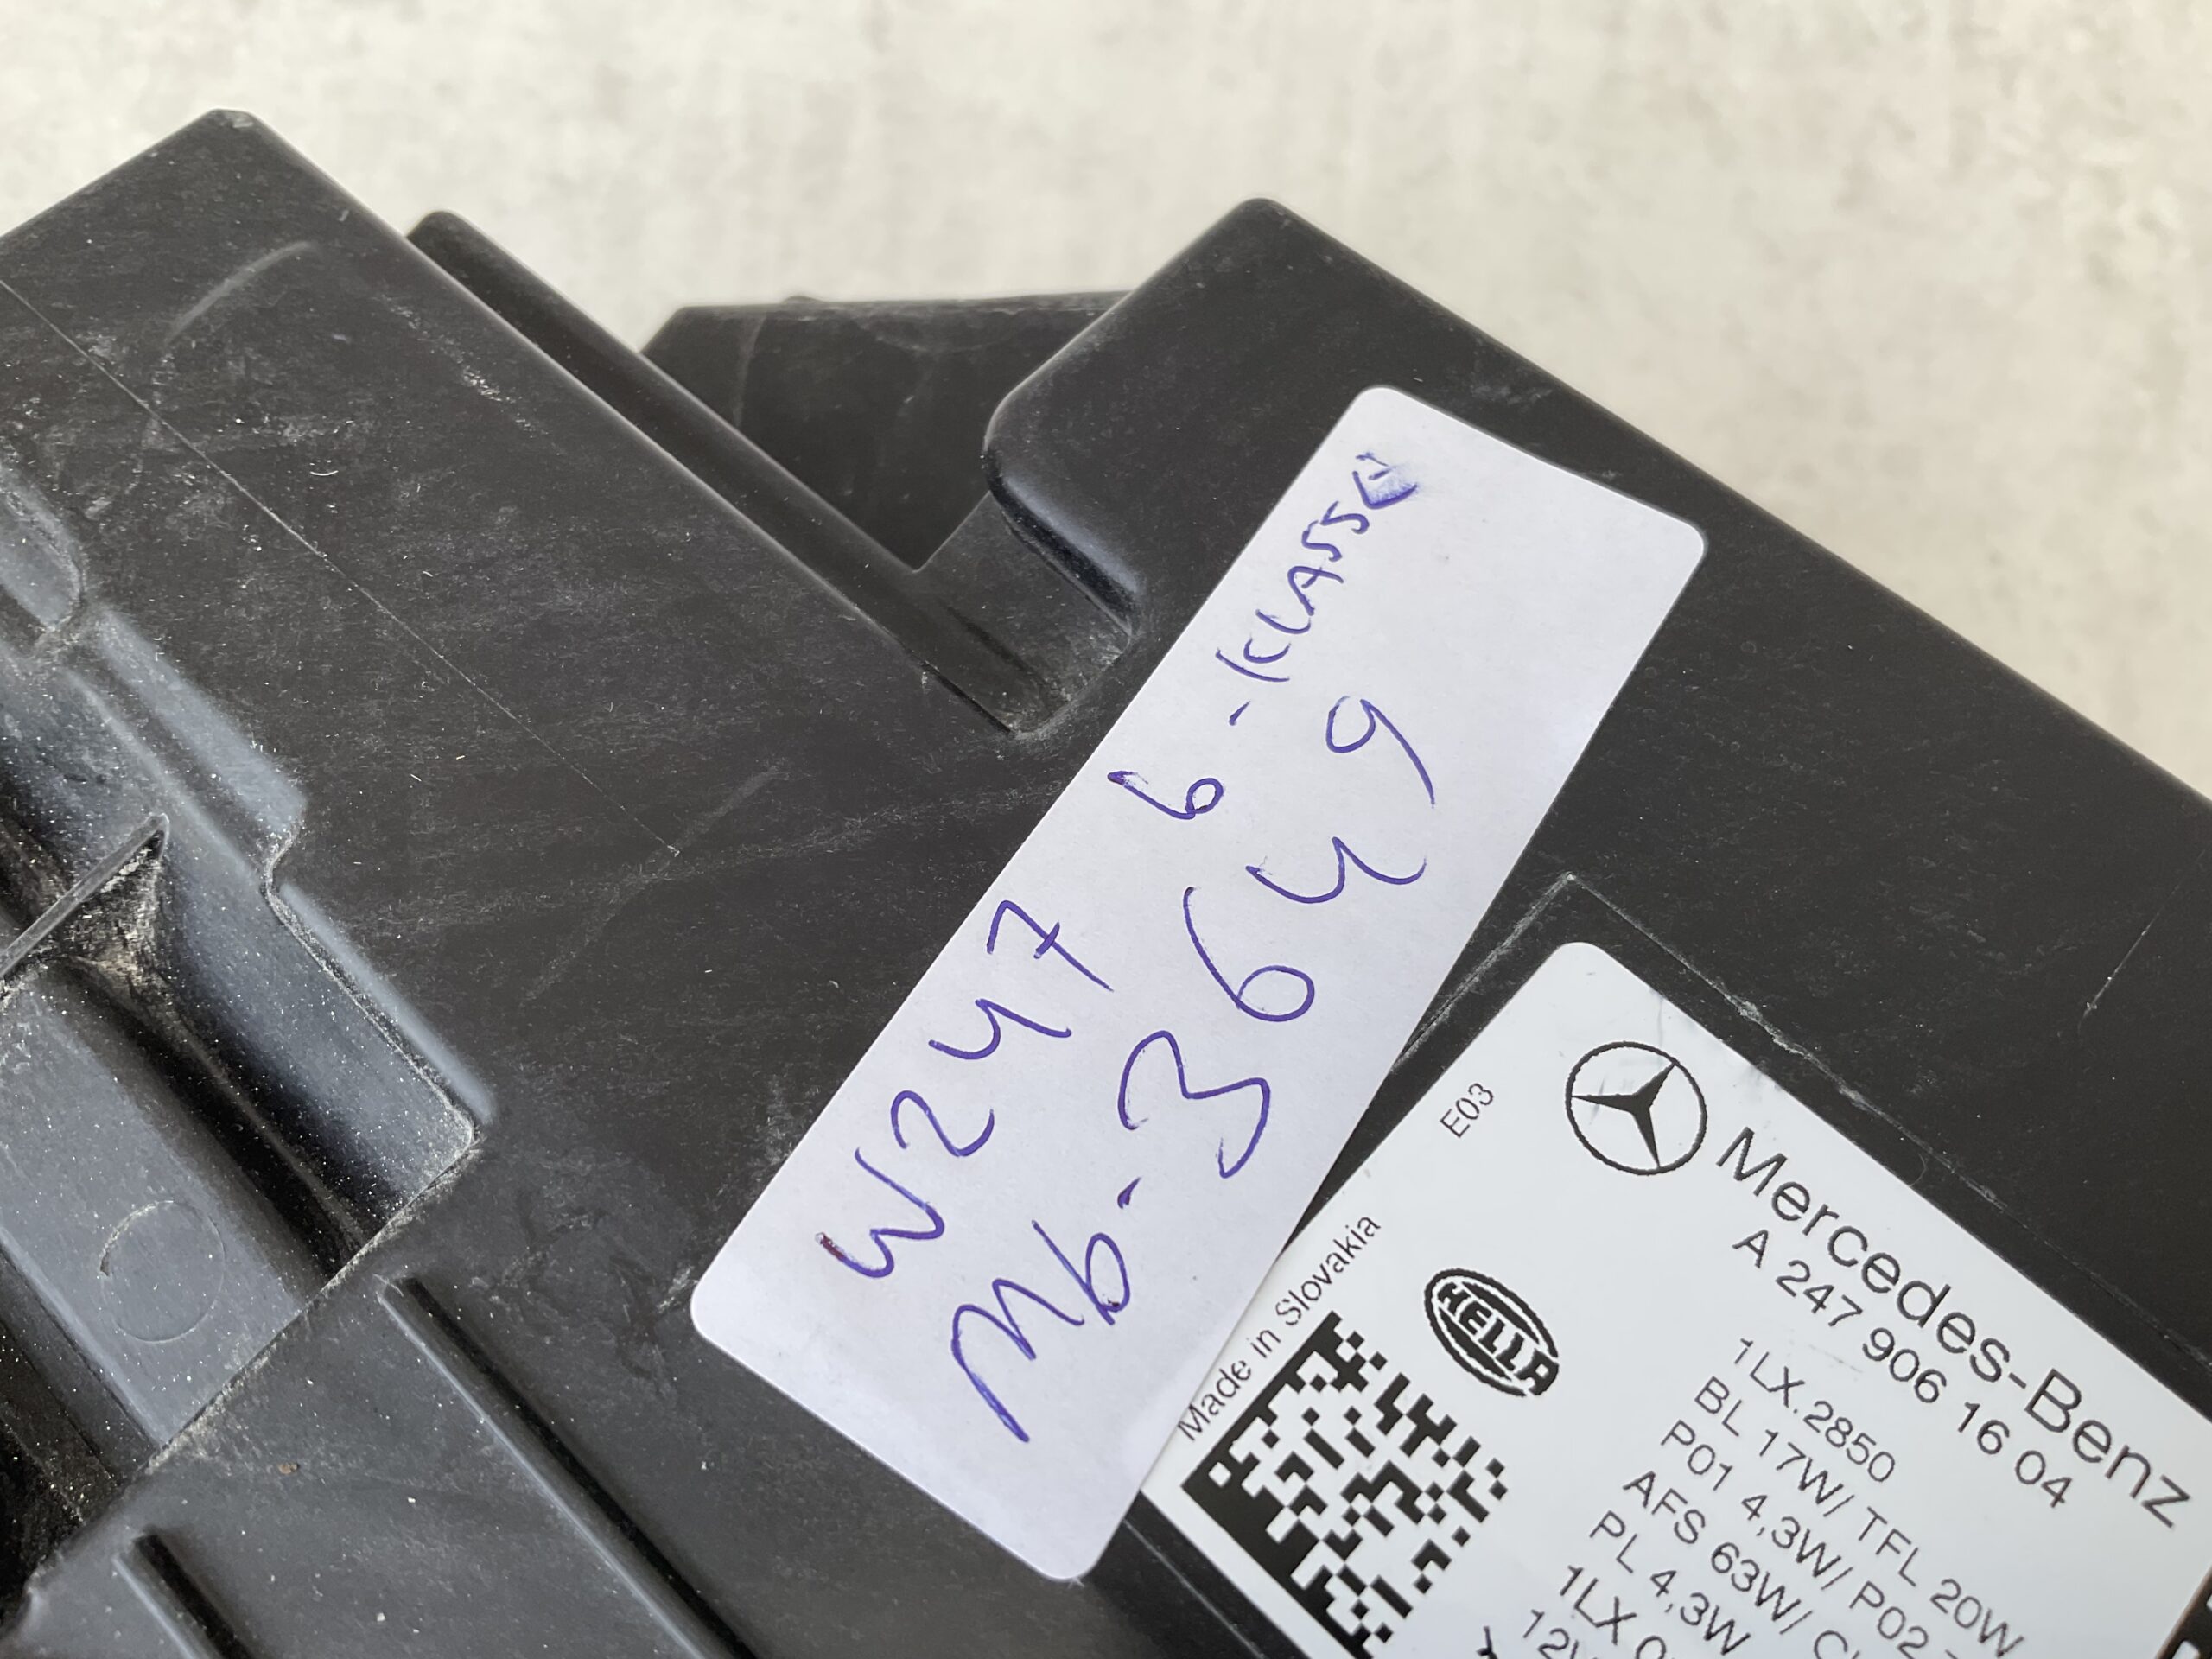 W247 b-KLASSE
Mb-3649
E03
Mercedes-Benz
A 247 906 16 04
Made in Slovakia
HELLA
1LX.2850
BL 17W/ TFL 20W
P01 4,3W/ P02
AFS 63W/
PL 4,3W
1LX